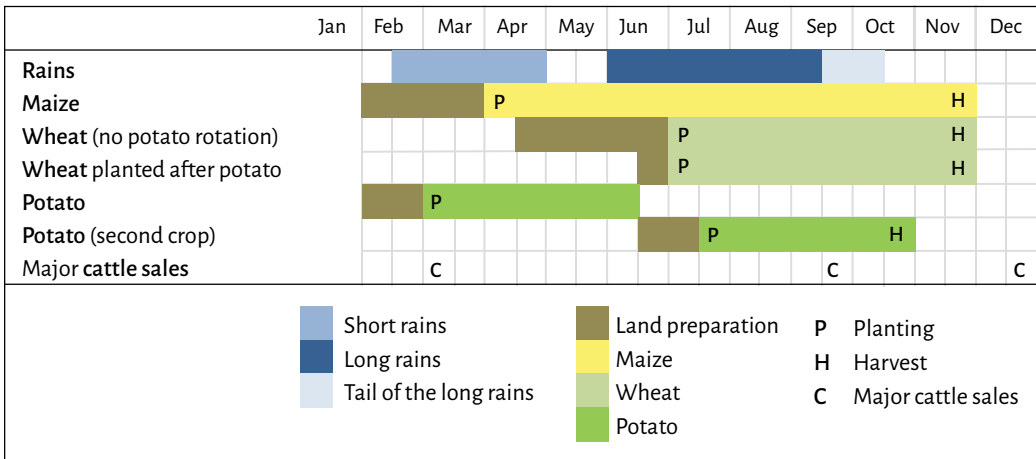 Jan Feb Mar Apr May Jun Jul Aug Sep Oct Nov Dec
Rains
Maize P H
Wheat (no potato rotation) P H
Wheat planted after potato P H
Potato P
Potato (second crop) P H
Major cattle sales C C C
Short rains Land preparation P Planting
Long rains Maize H Harvest
Tail of the long rains Wheat C Major cattle sales
Potato